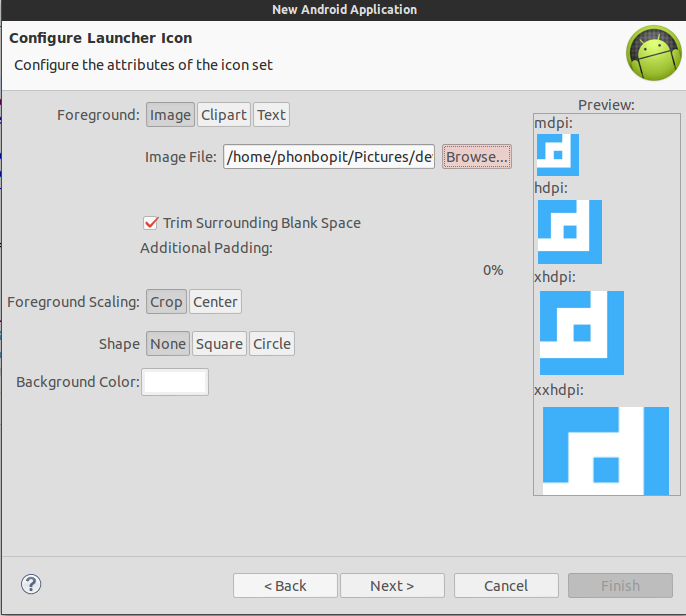 New Android Application
Configure Launcher Icon
Configure the attributes of the icon set
Foreground: Image Clipart Text
Image File: /home/phonbopit/Pictures/de Browse...
Trim Surrounding Blank Space
Additional Padding:
0%
Foreground Scaling: Crop Center
Shape None Square Circle
Background Color:
Preview:
mdpi:
hdpi:
xhdpi:
xxhdpi:
? < Back Next > Cancel Finish